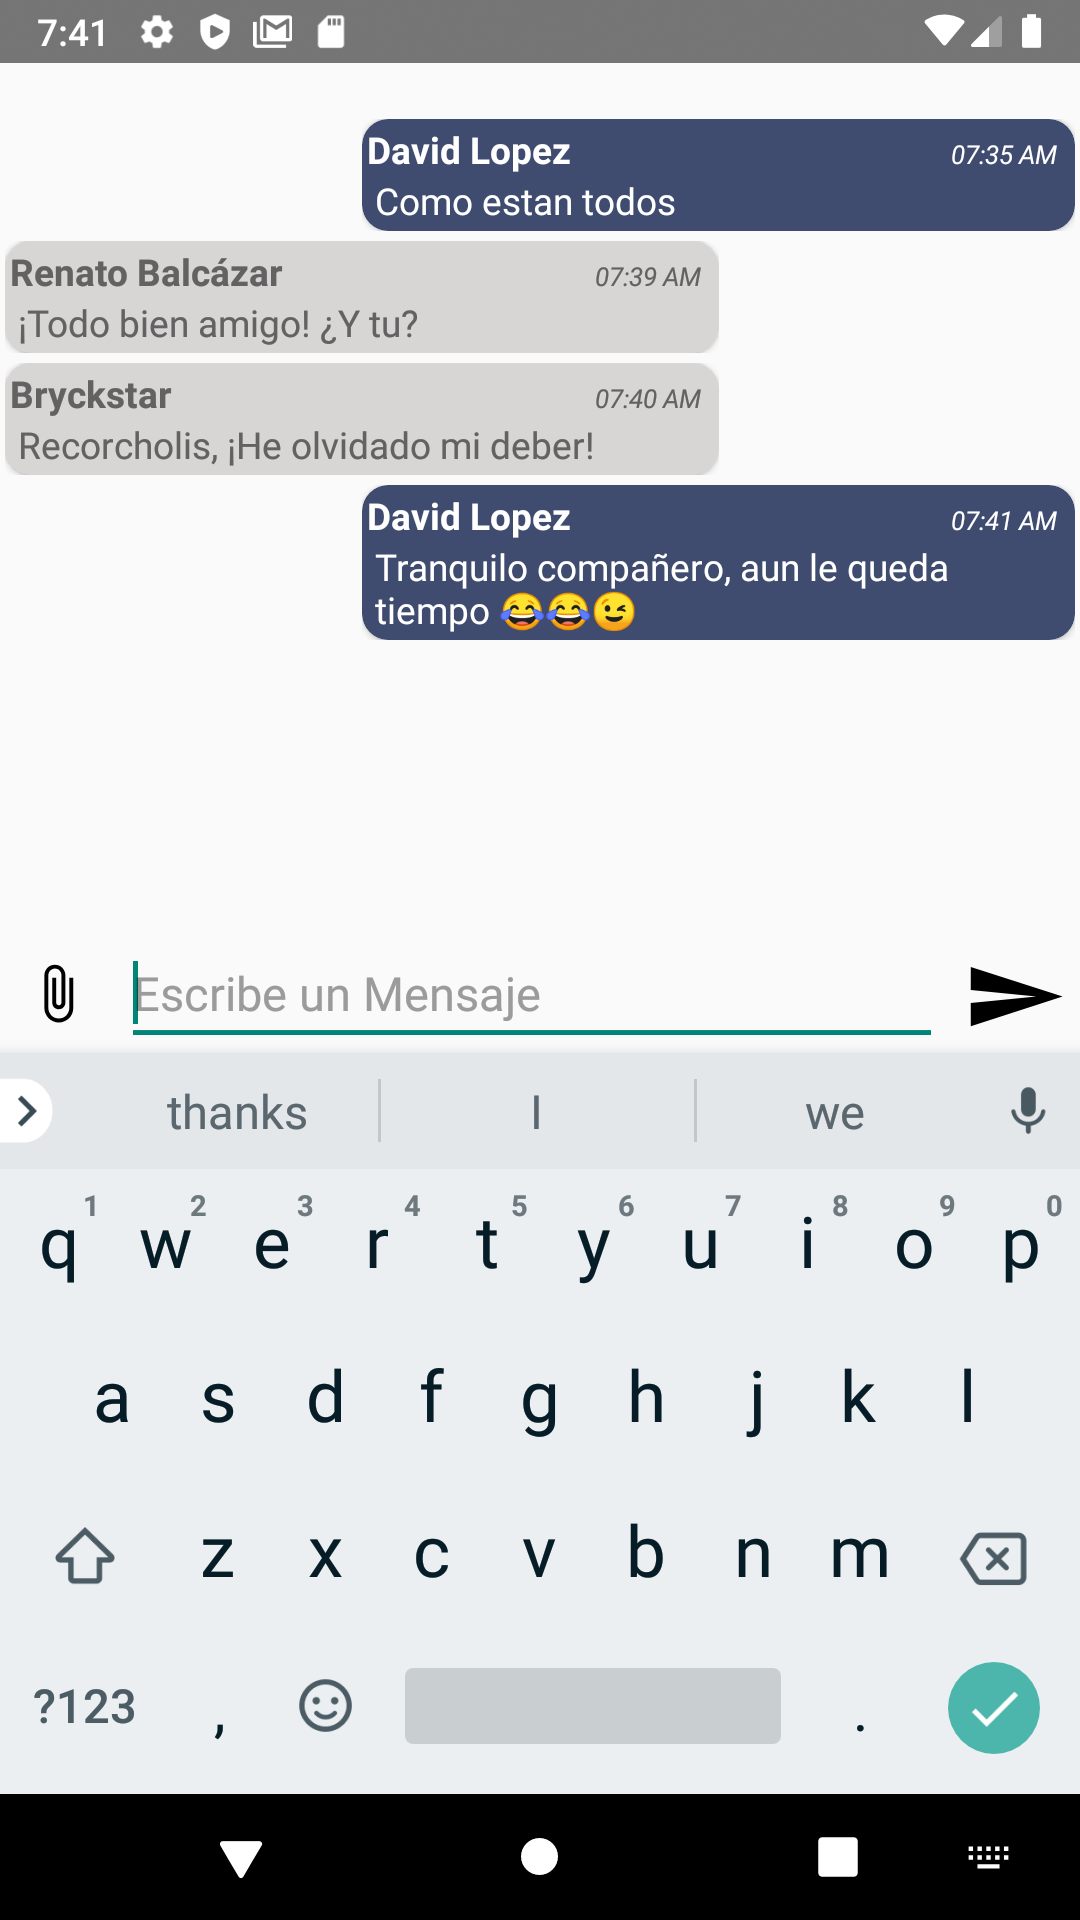 7:41
David Lopez 07:35 AM
Como estan todos
Renato Balcázar 07:39 AM
¡Todo bien amigo! ¿Y tu?
Bryckstar 07:40 AM
Recorcholis, ¡He olvidado mi deber!
David Lopez 07:41 AM
Tranquilo compañero, aun le queda
tiempo 😂😂😉
Escribe un Mensaje
thanks I we
1 2 3 4 5 6 7 8 9 0
q w e r t y u i o p
a s d f g h j k l
z x c v b n m
?123 , .